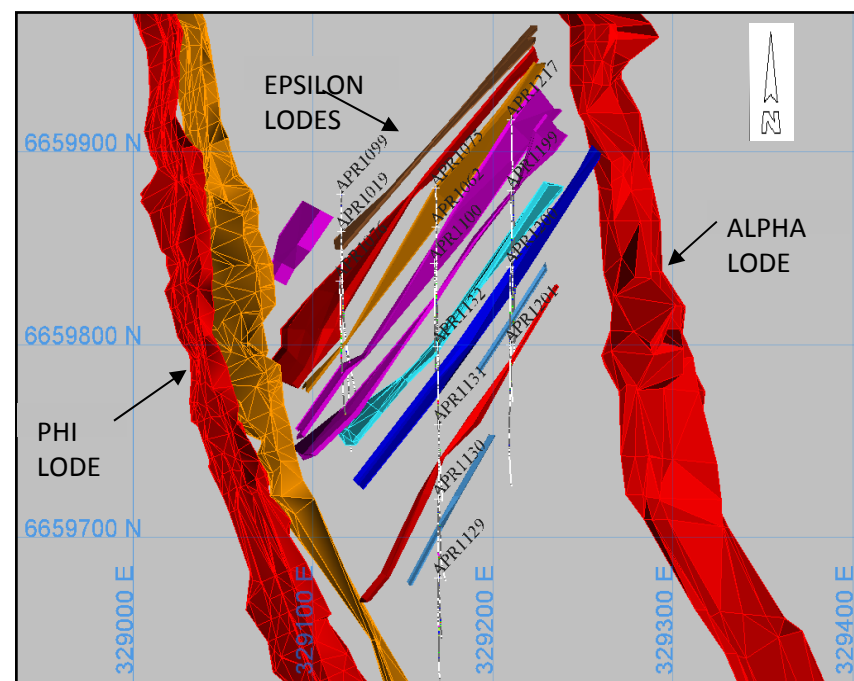 EPSILON
LODES
6659900 N
6659800 N
6659700 N
APR1217
APR1099
APR1075
APR1199
APR1019
APR1062
APR1100
APR1132
APR1201
APR1131
APR1130
APR1129
ALPHA
LODE
PHI
LODE
N
329000 E
329100 E
329200 E
329300 E
329400 E